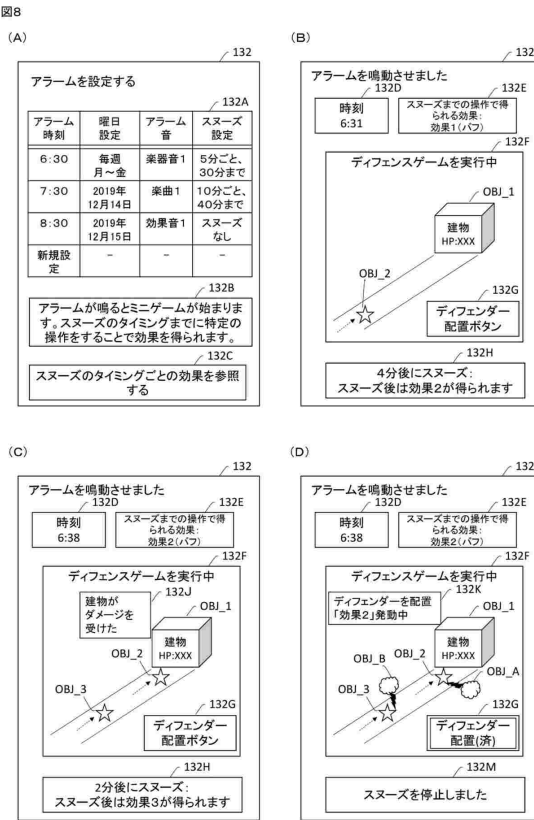 図8
(A)
132
アラームを設定する
132A
アラーム
時刻
曜日
設定
アラーム
音
スヌーズ
設定
6:30
毎週
月～金
楽器音1
5分ごと、
30分まで
7:30
2019年
12月14日
楽曲1
10分ごと、
40分まで
8:30
2019年
12月15日
効果音1
スヌーズ
なし
新規設
定
－
－
－
132B
アラームが鳴るとミニゲームが始まりま
す。スヌーズのタイミングまでに特定の
操作をすることで効果を得られます。
132C
スヌーズのタイミングごとの効果を参照
する
(B)
132
アラームを鳴動させました
132D
132E
時刻
6:31
スヌーズまでの操作で得
られる効果:
効果1(バフ)
132F
ディフェンスゲームを実行中
OBJ_1
建物
HP:XXX
OBJ_2
132G
ディフェンダー
配置ボタン
132H
4分後にスヌーズ:
スヌーズ後は効果2が得られます
(C)
132
アラームを鳴動させました
132D
132E
時刻
6:38
スヌーズまでの操作で得
られる効果:
効果2(バフ)
132F
ディフェンスゲームを実行中
132J
建物が
ダメージを
受けた
OBJ_1
建物
HP:XXX
OBJ_2
OBJ_3
132G
ディフェンダー
配置ボタン
132H
2分後にスヌーズ:
スヌーズ後は効果3が得られます
(D)
132
アラームを鳴動させました
132D
132E
時刻
6:38
スヌーズまでの操作で得
られる効果:
効果2(バフ)
132F
ディフェンスゲームを実行中
132K
ディフェンダーを配置
「効果2」発動中
OBJ_1
建物
HP:XXX
OBJ_B
OBJ_2
OBJ_A
OBJ_3
132G
ディフェンダー
配置(済)
132M
スヌーズを停止しました